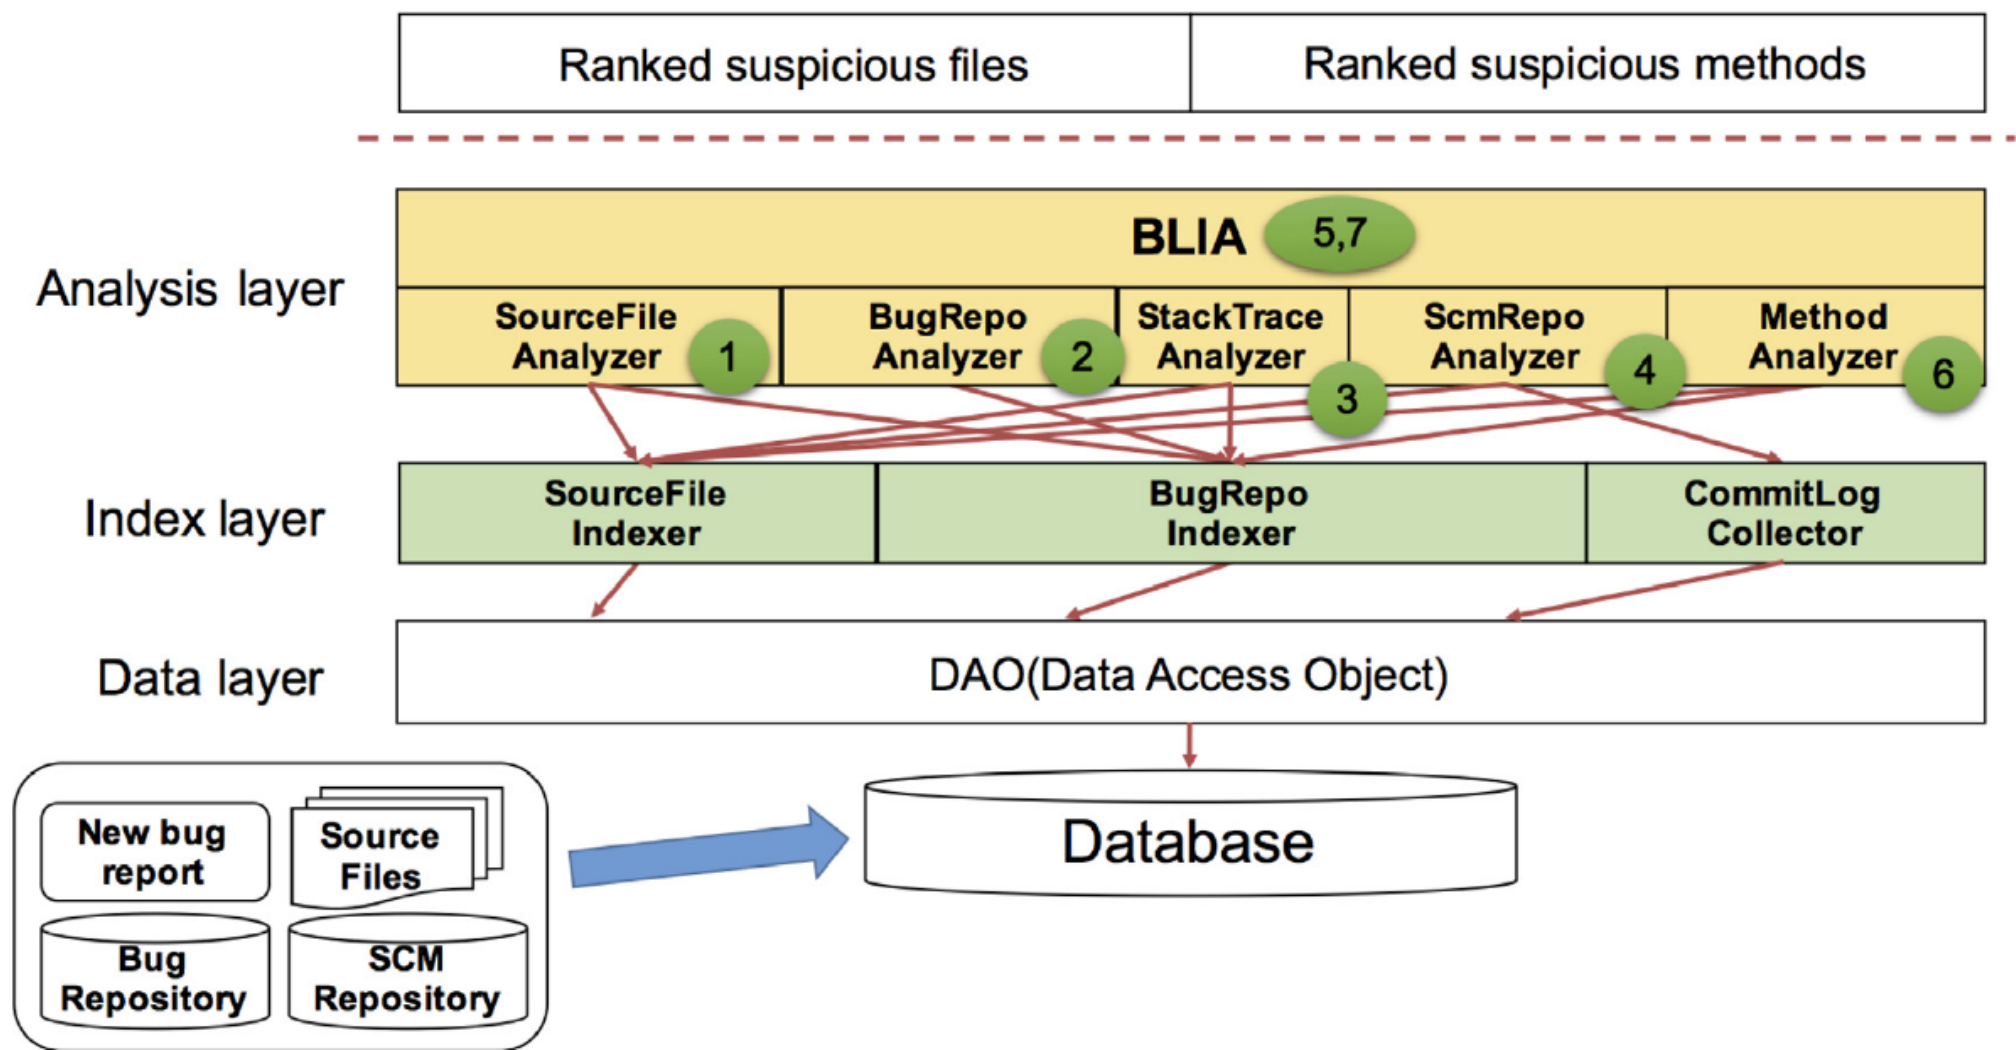 Ranked suspicious files
Ranked suspicious methods
Analysis layer
BLIA
5,7
SourceFile
Analyzer
1
BugRepo
Analyzer
2
StackTrace
Analyzer
3
ScmRepo
Analyzer
4
Method
Analyzer
6
Index layer
SourceFile
Indexer
BugRepo
Indexer
CommitLog
Collector
Data layer
DAO(Data Access Object)
New bug
report
Source
Files
Bug
Repository
SCM
Repository
Database